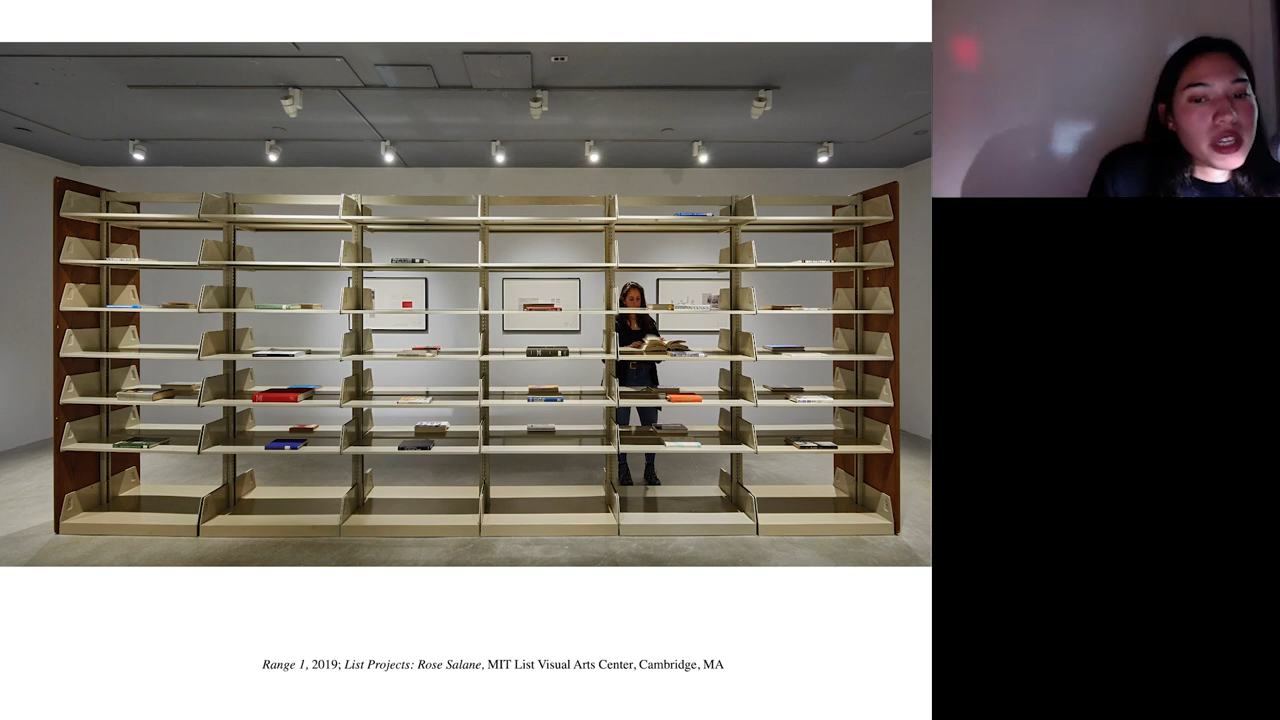 Range 1, 2019; List Projects: Rose Salane, MIT List Visual Arts Center, Cambridge, MA